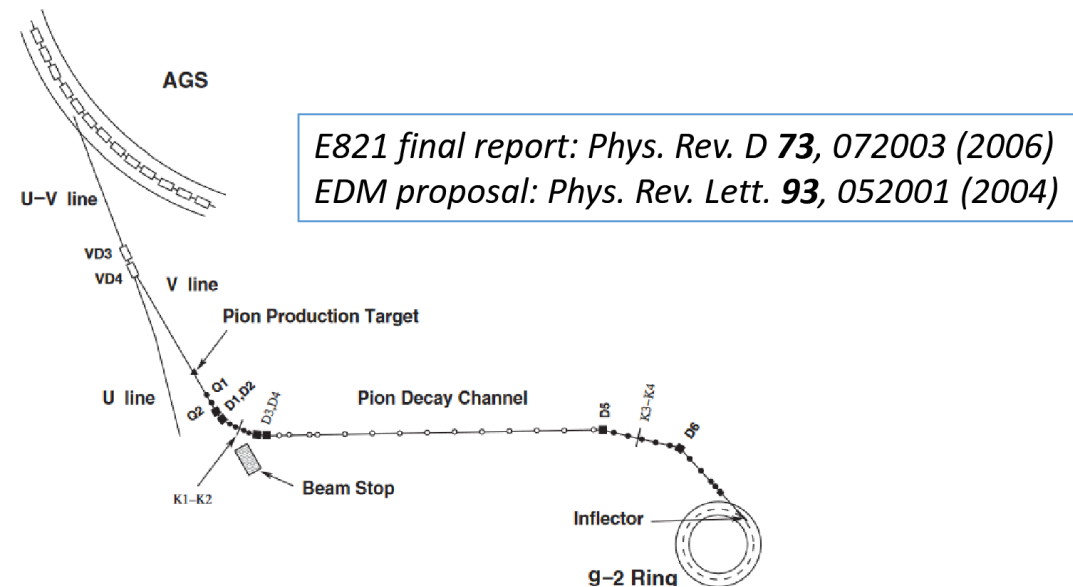 AGS
E821 final report: Phys. Rev. D 73, 072003 (2006)
EDM proposal: Phys. Rev. Lett. 93, 052001 (2004)
U–V line
VD3
VD4
V line
Pion Production Target
U line
Q1
Q2
D1,D2
D3,D4
Pion Decay Channel
D5
K3–K4
D6
K1–K2
Beam Stop
Inflector
g–2 Ring